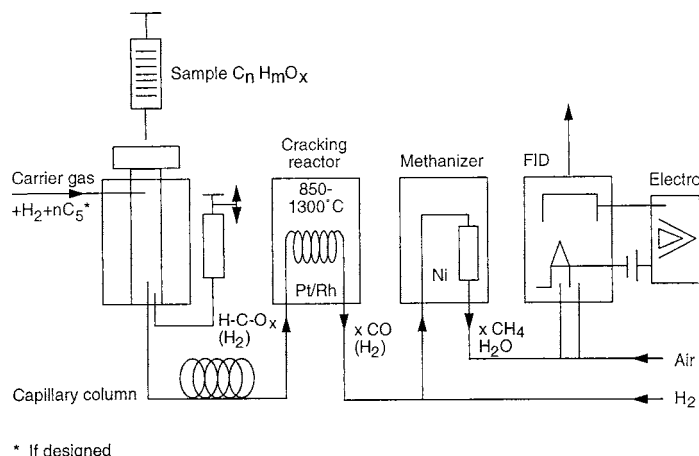 Sample CnHmOx
Carrier gas
+H2+nC5*
Cracking
reactor
850-
1300°C
Pt/Rh
Methanizer
Ni
FID
Electro
H-C-Ox
(H2)
x CO
(H2)
x CH4
H2O
Air
H2
Capillary column
* If designed